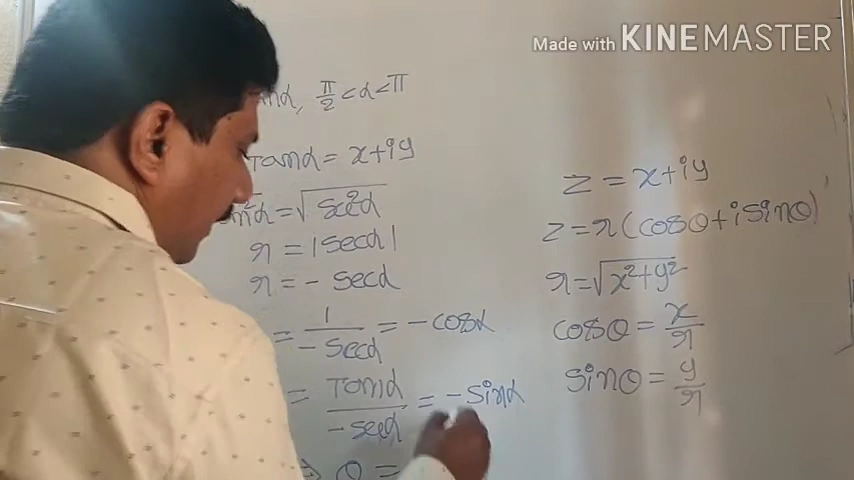 Made with KINEMASTER
π/2 < α < π
Tanα = x+iy
= √sec²α
r = |secα|
r = - secα
= 1/-secα = -cosα
= Tanα/-secα = -sinα
⇒ θ =
z = x+iy
z = r(cosθ+isinθ)
r = √x²+y²
cosθ = x/r
sinθ = y/r